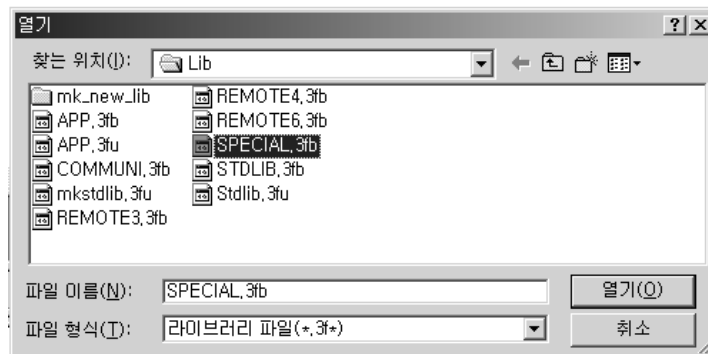 열기
찾는 위치(I): Lib
mk_new_lib
APP.3fb
APP.3fu
COMMUNI.3fb
mkstdlib.3fu
REMOTE3.3fb
REMOTE4.3fb
REMOTE6.3fb
SPECIAL.3fb
STDLIB.3fb
Stdlib.3fu
파일 이름(N): SPECIAL.3fb 열기(O)
파일 형식(T): 라이브러리 파일(*.3f*) 취소